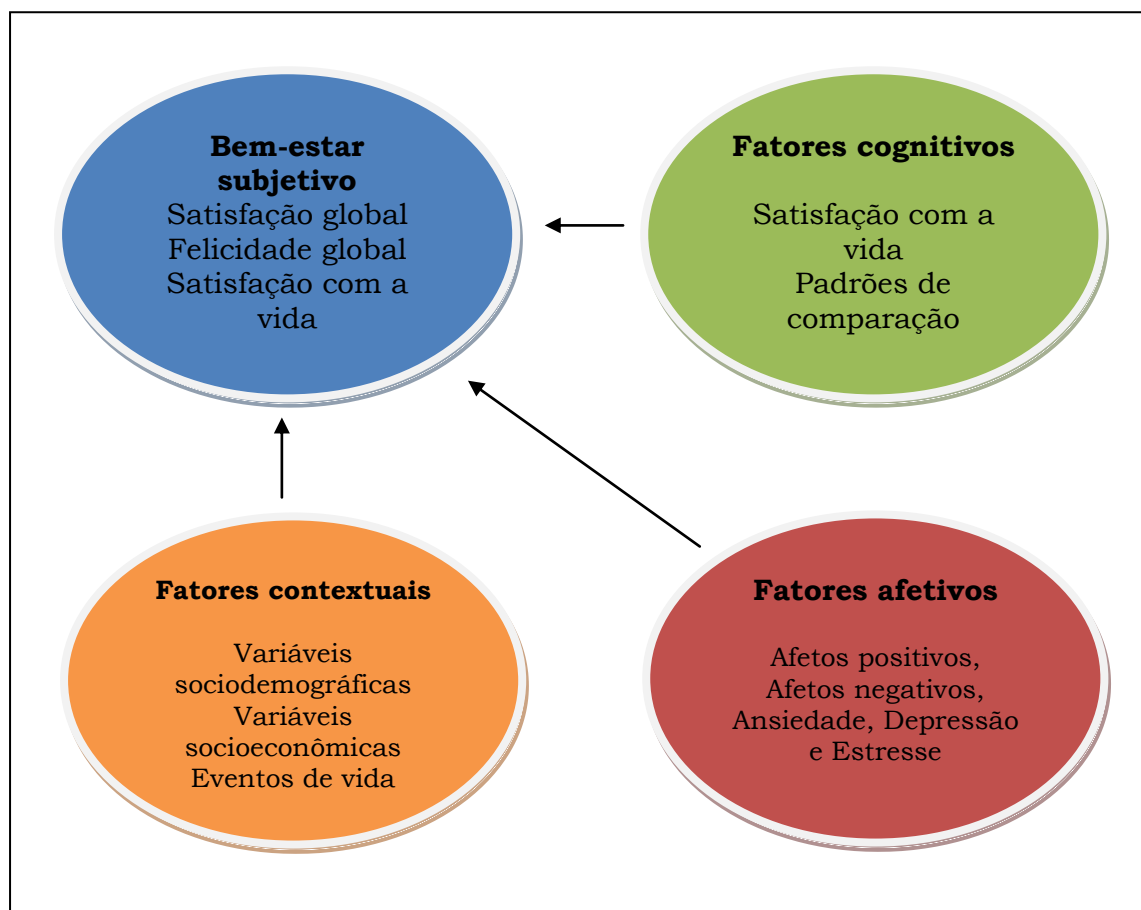 Bem-estar
subjetivo
Satisfação global
Felicidade global
Satisfação com a
vida
Fatores cognitivos
Satisfação com a
vida
Padrões de
comparação
Fatores contextuais
Variáveis
sociodemográficas
Variáveis
socioeconômicas
Eventos de vida
Fatores afetivos
Afetos positivos,
Afetos negativos,
Ansiedade, Depressão
e Estresse